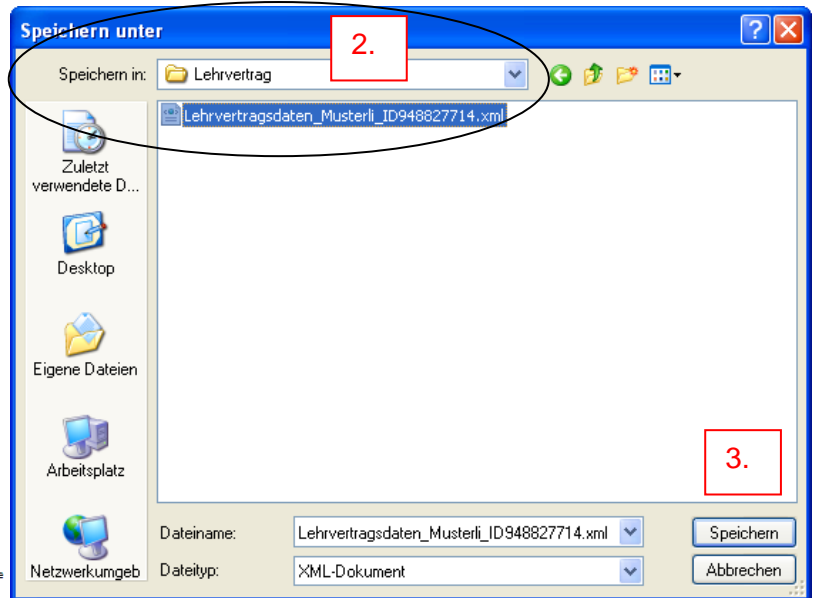 Speichern unter
2.
Speichern in:
Lehrvertrag
Lehrvertragsdaten_Musterli_ID948827714.xml
Zuletzt
verwendete D...
Desktop
Eigene Dateien
Arbeitsplatz
3.
Dateiname:
Lehrvertragsdaten_Musterli_ID948827714.xml
Speichern
e
Netzwerkumgeb
Dateityp:
XML-Dokument
Abbrechen